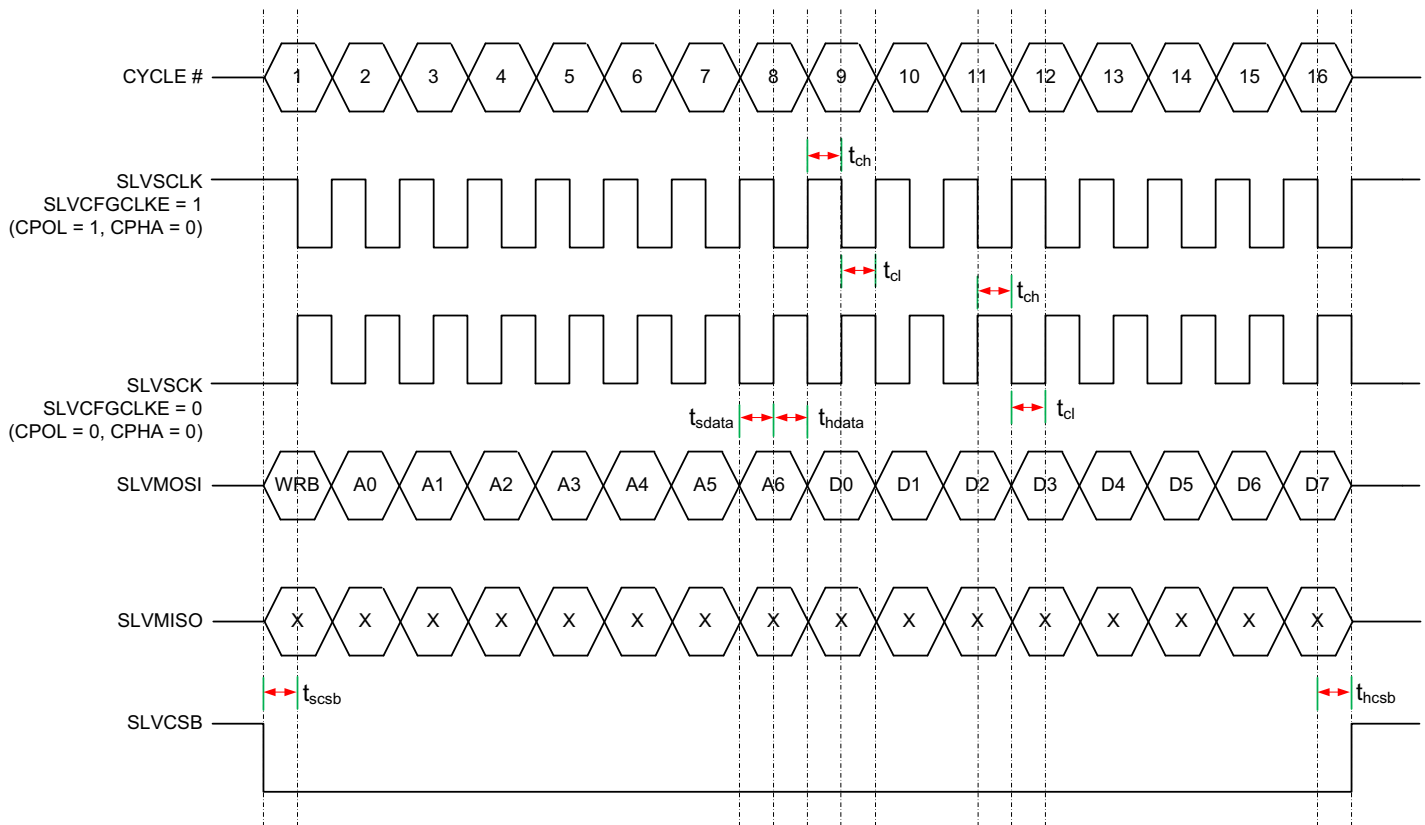 CYCLE # 1 2 3 4 5 6 7 8 9 10 11 12 13 14 15 16
tch
SLVSCLK
SLVCFGCLKE = 1
(CPOL = 1, CPHA = 0)
tcl
tch
SLVSCK
SLVCFGCLKE = 0
(CPOL = 0, CPHA = 0)
tsdata thdata tcl
SLVMOSI WRB A0 A1 A2 A3 A4 A5 A6 D0 D1 D2 D3 D4 D5 D6 D7
SLVMISO X X X X X X X X X X X X X X X X
tscsb thcsb
SLVCSB